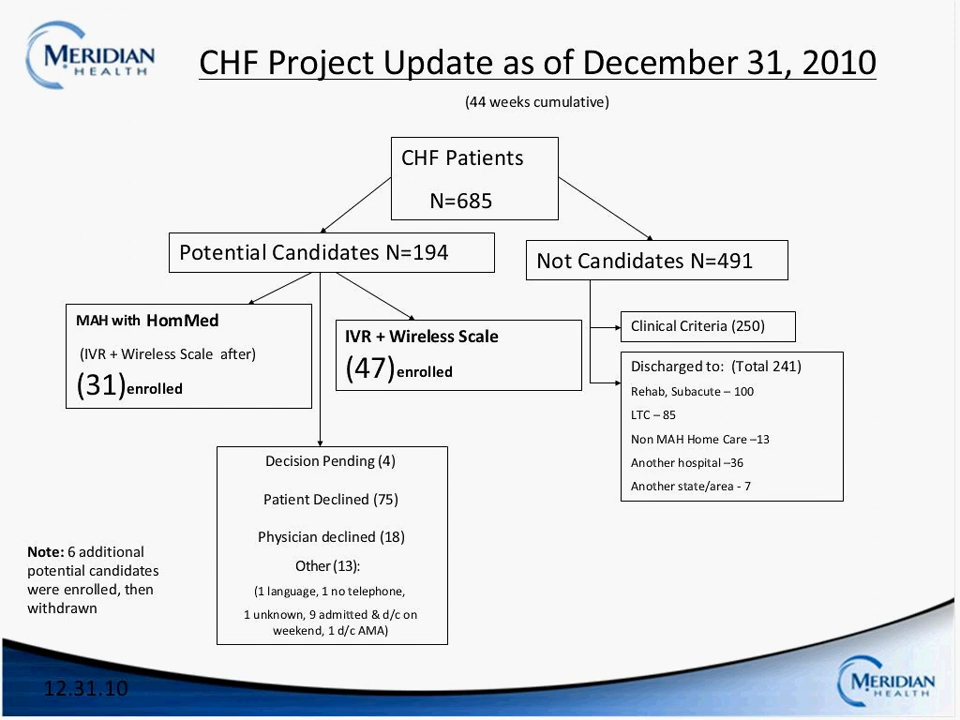 MERIDIAN
HEALTH
CHF Project Update as of December 31, 2010
(44 weeks cumulative)
CHF Patients
N=685
Potential Candidates N=194
Not Candidates N=491
MAH with HomMed
(IVR + Wireless Scale after)
(31)enrolled
IVR + Wireless Scale
(47)enrolled
Clinical Criteria (250)
Discharged to: (Total 241)
Rehab, Subacute – 100
LTC – 85
Non MAH Home Care –13
Another hospital –36
Another state/area - 7
Decision Pending (4)
Patient Declined (75)
Physician declined (18)
Other (13):
(1 language, 1 no telephone,
1 unknown, 9 admitted & d/c on
weekend, 1 d/c AMA)
Note: 6 additional
potential candidates
were enrolled, then
withdrawn
12.31.10
MERIDIAN
HEALTH